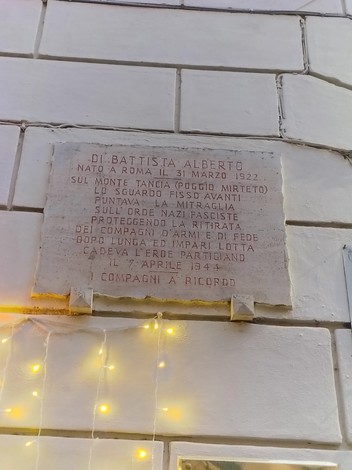 DI BATTISTA ALBERTO
NATO A ROMA IL 31 MARZO 1922
SUL MONTE TANCIA (POGGIO MIRTETO)
LO SGUARDO FISSO AVANTI
PUNTAVA LA MITRAGLIA
SULL'ORDE NAZI FASCISTE
PROTEGGENDO LA RITIRATA
DEI COMPAGNI D'ARMI E DI FEDE
DOPO LUNGA ED IMPARI LOTTA
CADEVA L'EROE PARTIGIANO
IL 7 APRILE 1944
I COMPAGNI A RICORDO